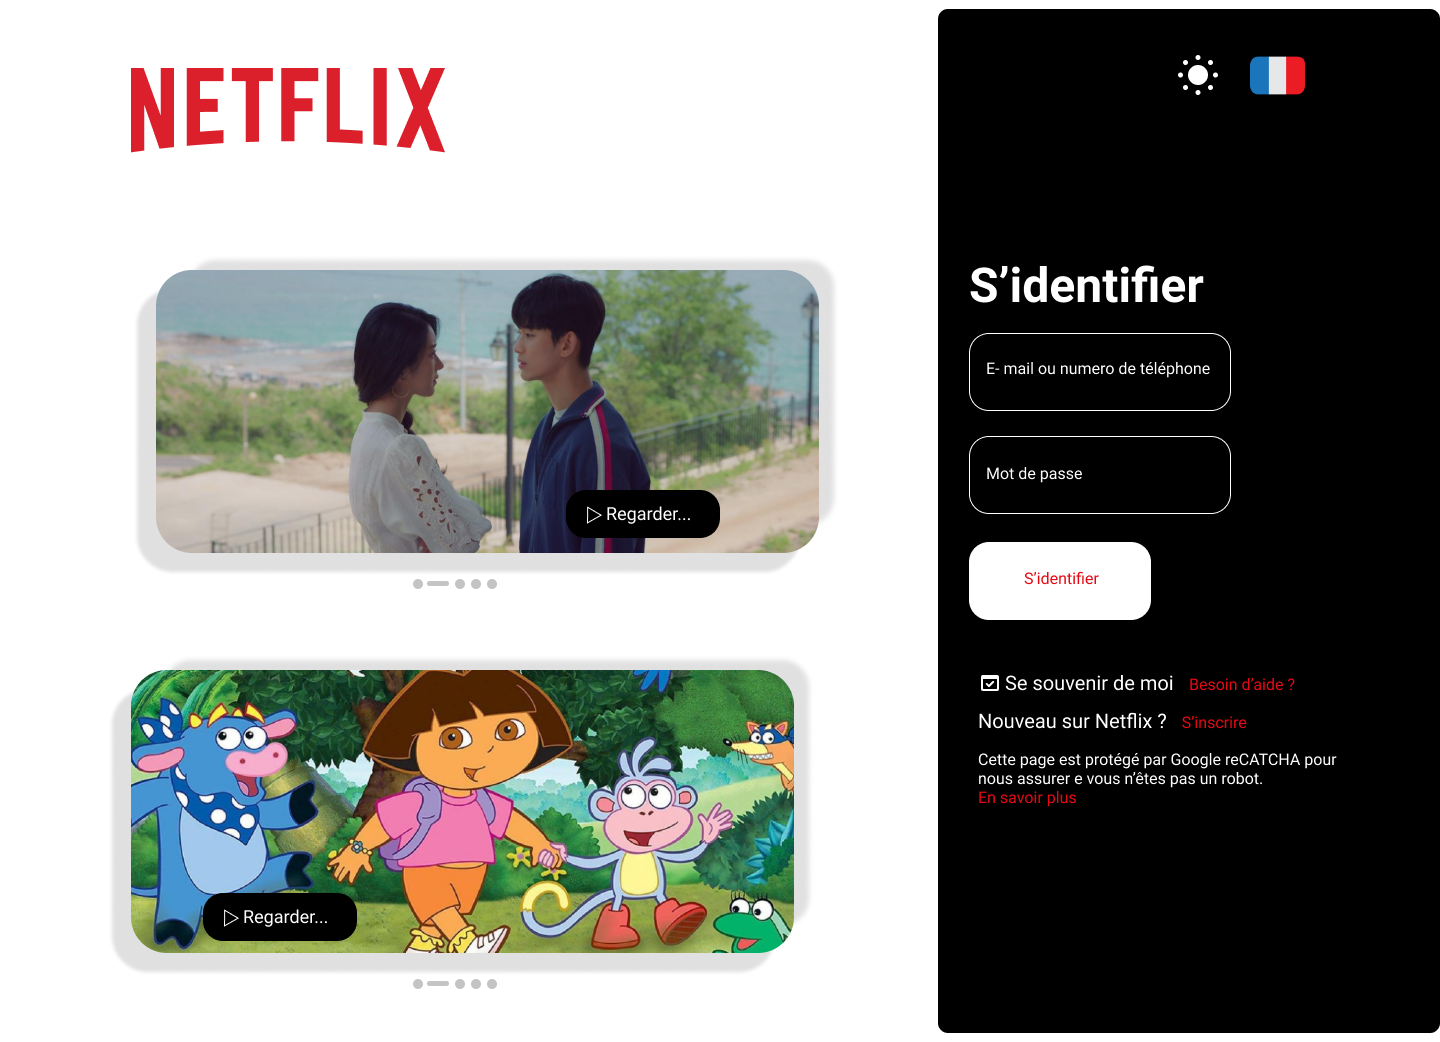 NETFLIX
Regarder...
Regarder...
S’identifier
E- mail ou numero de téléphone
Mot de passe
S’identifier
Se souvenir de moi Besoin d’aide ?
Nouveau sur Netflix ? S’inscrire
Cette page est protégé par Google reCATCHA pour
nous assurer e vous n’êtes pas un robot.
En savoir plus